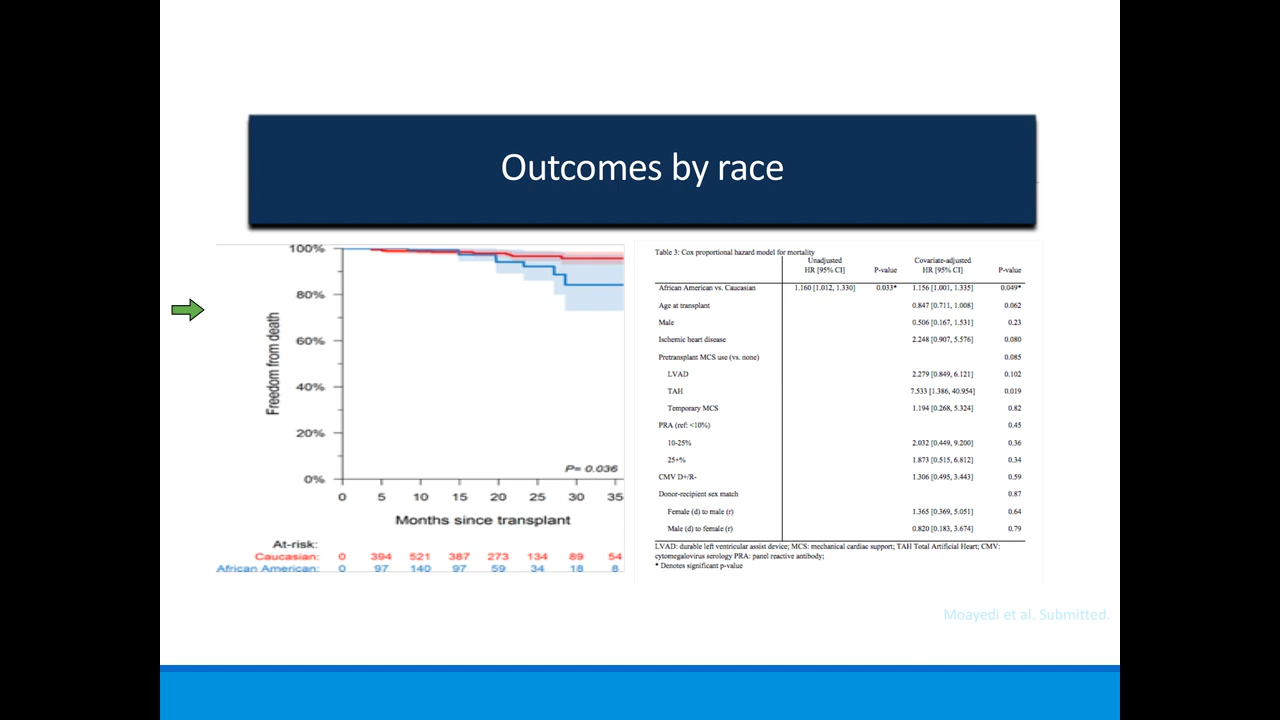 Outcomes by race
100%
80%
60%
40%
20%
0%
Freedom from death
P= 0.036
0 5 10 15 20 25 30 35
Months since transplant
At-risk:
Caucasian: 0 394 521 387 273 134 89 54
African American: 0 97 140 97 59 34 18 8
Table 3: Cox proportional hazard model for mortality
Unadjusted Covariate-adjusted
HR [95% CI] P-value HR [95% CI] P-value
African American vs. Caucasian 1.160 [1.012, 1.330] 0.033* 1.156 [1.001, 1.335] 0.049*
Age at transplant 0.847 [0.711, 1.008] 0.062
Male 0.506 [0.167, 1.531] 0.23
Ischemic heart disease 2.248 [0.907, 5.576] 0.080
Pretransplant MCS use (vs. none) 0.085
LVAD 2.279 [0.849, 6.121] 0.102
TAH 7.533 [1.386, 40.954] 0.019
Temporary MCS 1.194 [0.268, 5.324] 0.82
PRA (ref: <10%) 0.45
10-25% 2.032 [0.449, 9.200] 0.36
25+% 1.873 [0.515, 6.812] 0.34
CMV D+/R- 1.306 [0.495, 3.443] 0.59
Donor-recipient sex match 0.87
Female (d) to male (r) 1.365 [0.369, 5.051] 0.64
Male (d) to female (r) 0.820 [0.183, 3.674] 0.79
LVAD: durable left ventricular assist device; MCS: mechanical cardiac support; TAH Total Artificial Heart; CMV:
cytomegalovirus serology PRA: panel reactive antibody;
* Denotes significant p-value
Moayedi et al. Submitted.